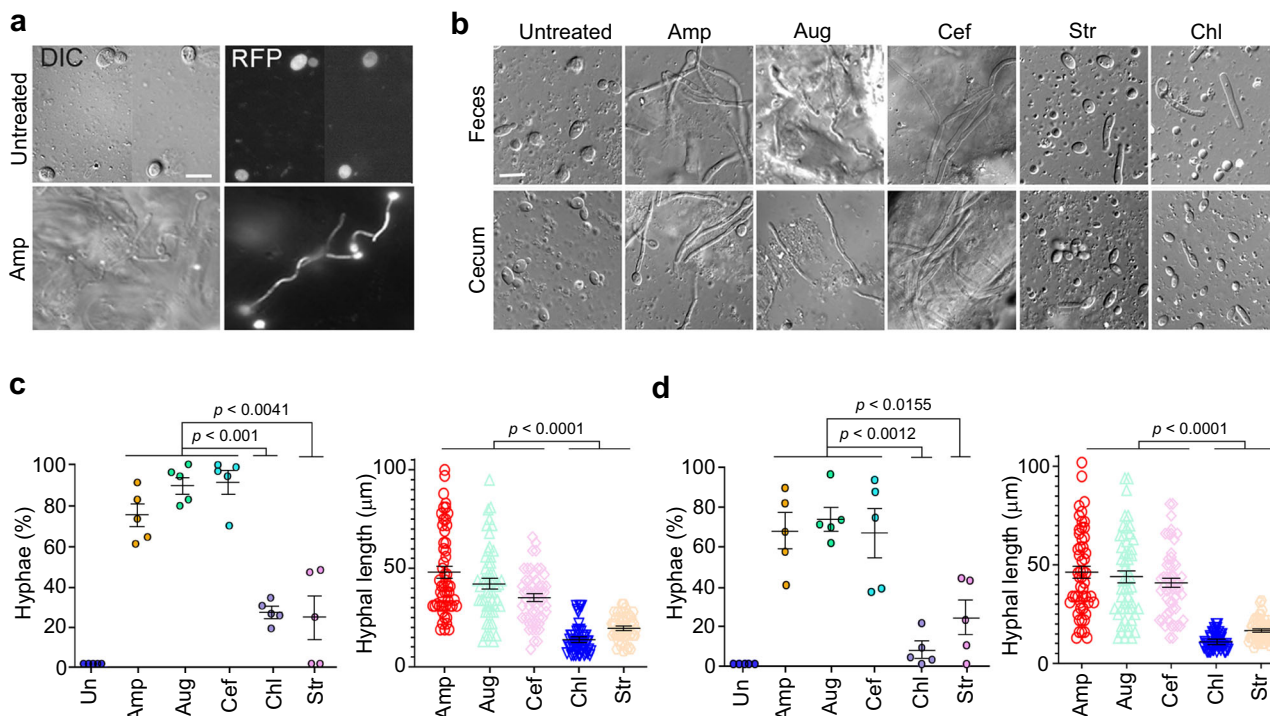 a
DIC
RFP
Untreated
Amp
b
Untreated
Amp
Aug
Cef
Str
Chl
Feces
Cecum
c
p < 0.0041
p < 0.001
Hyphae (%)
100
80
60
40
20
0
Un
Amp
Aug
Cef
Chl
Str
p < 0.0001
Hyphal length (μm)
100
50
0
Amp
Aug
Cef
Chl
Str
d
p < 0.0155
p < 0.0012
Hyphae (%)
100
80
60
40
20
0
Un
Amp
Aug
Cef
Chl
Str
p < 0.0001
Hyphal length (μm)
100
50
0
Amp
Aug
Cef
Chl
Str